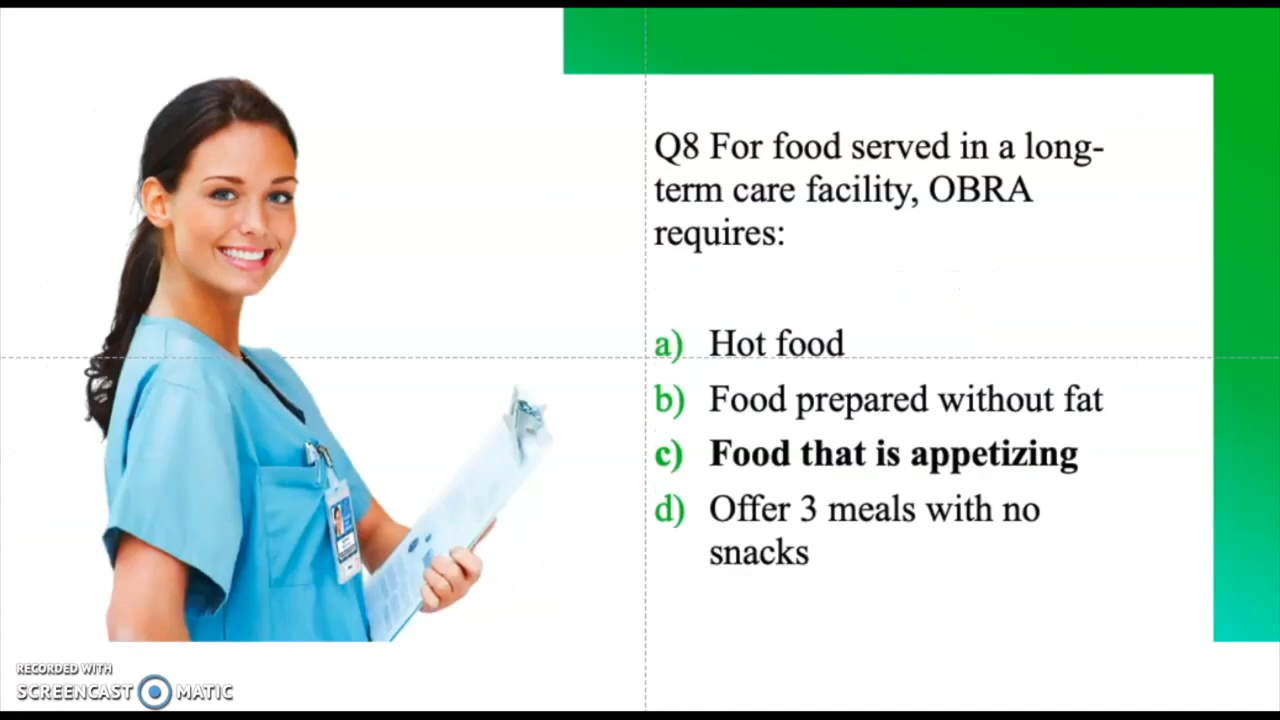 Q8 For food served in a long-
term care facility, OBRA
requires:
a) Hot food
b) Food prepared without fat
c) Food that is appetizing
d) Offer 3 meals with no
snacks
RECORDED WITH
SCREENCAST MATIC